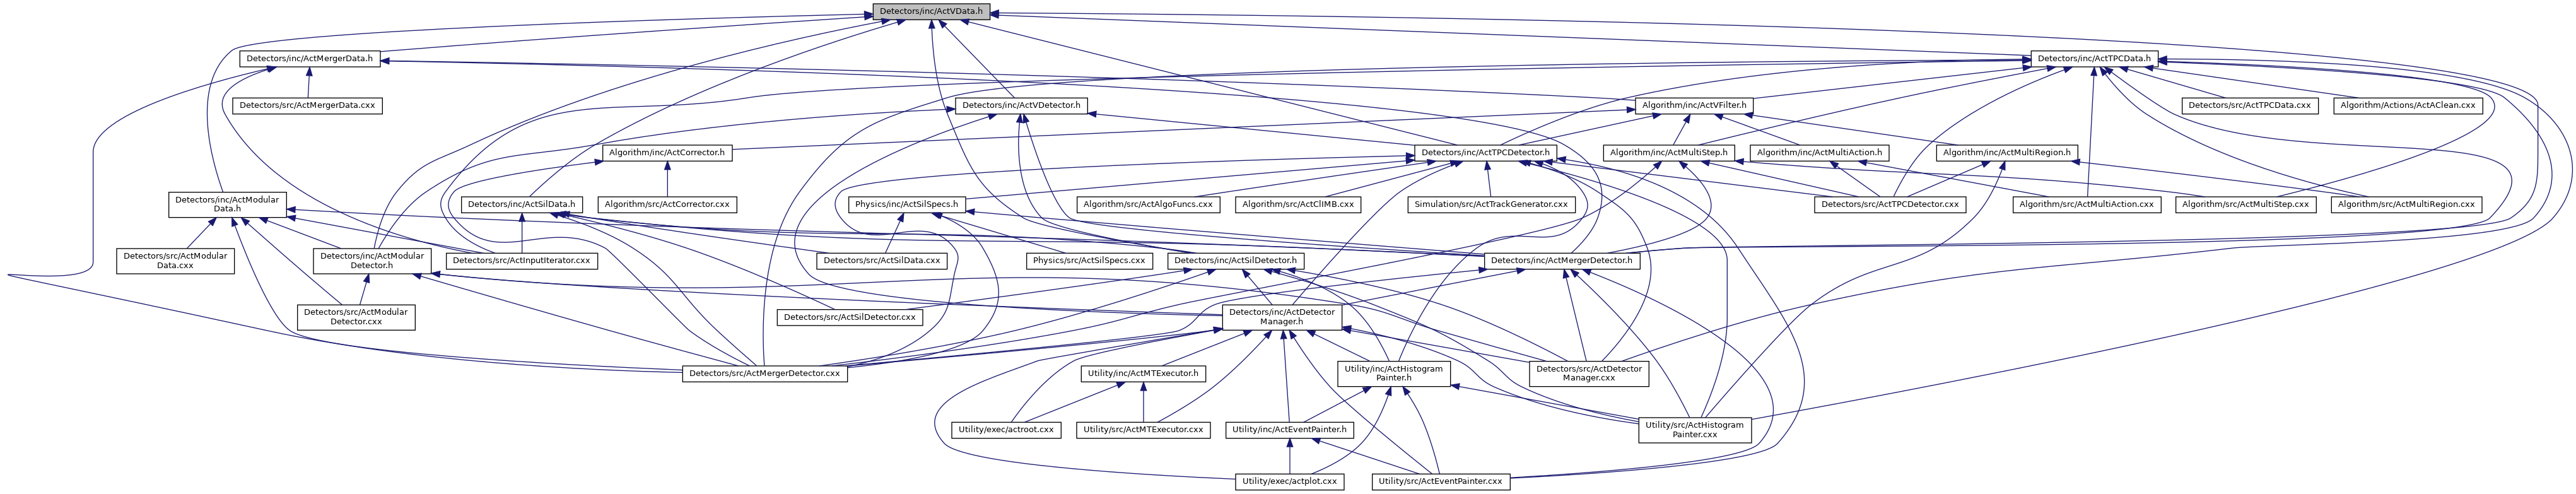 Detectors/inc/ActVData.h
Detectors/inc/ActMergerData.h
Detectors/inc/ActTPCData.h
Detectors/src/ActMergerData.cxx
Detectors/inc/ActVDetector.h
Algorithm/inc/ActVFilter.h
Detectors/src/ActTPCData.cxx
Algorithm/Actions/ActAClean.cxx
Algorithm/inc/ActCorrector.h
Detectors/inc/ActTPCDetector.h
Algorithm/inc/ActMultiStep.h
Algorithm/inc/ActMultiAction.h
Algorithm/inc/ActMultiRegion.h
Detectors/inc/ActModular
Data.h
Detectors/inc/ActSilData.h
Algorithm/src/ActCorrector.cxx
Physics/inc/ActSilSpecs.h
Algorithm/src/ActAlgoFuncs.cxx
Algorithm/src/ActClIMB.cxx
Simulation/src/ActTrackGenerator.cxx
Detectors/src/ActTPCDetector.cxx
Algorithm/src/ActMultiAction.cxx
Algorithm/src/ActMultiStep.cxx
Algorithm/src/ActMultiRegion.cxx
Detectors/src/ActModular
Data.cxx
Detectors/inc/ActModular
Detector.h
Detectors/src/ActInputIterator.cxx
Detectors/src/ActSilData.cxx
Physics/src/ActSilSpecs.cxx
Detectors/inc/ActSilDetector.h
Detectors/inc/ActMergerDetector.h
Detectors/src/ActModular
Detector.cxx
Detectors/src/ActSilDetector.cxx
Detectors/inc/ActDetector
Manager.h
Detectors/src/ActMergerDetector.cxx
Utility/inc/ActMTExecutor.h
Utility/inc/ActHistogram
Painter.h
Detectors/src/ActDetector
Manager.cxx
Utility/exec/actroot.cxx
Utility/src/ActMTExecutor.cxx
Utility/inc/ActEventPainter.h
Utility/src/ActHistogram
Painter.cxx
Utility/exec/actplot.cxx
Utility/src/ActEventPainter.cxx